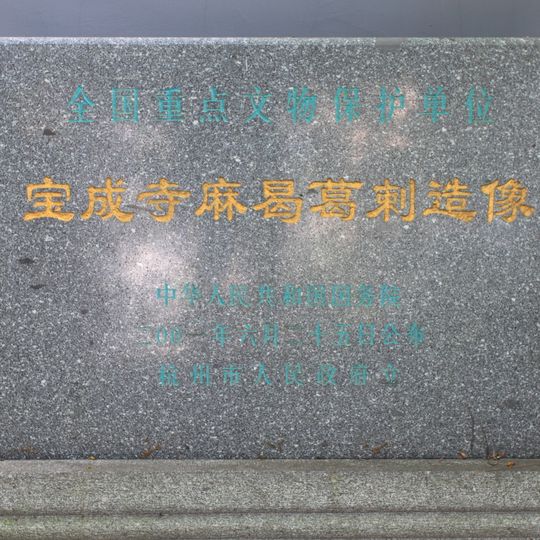 全国重点文物保护单位
宝成寺麻曷葛剌造像
中华人民共和国国务院
二00一年六月二十五日公布
杭州市人民政府立